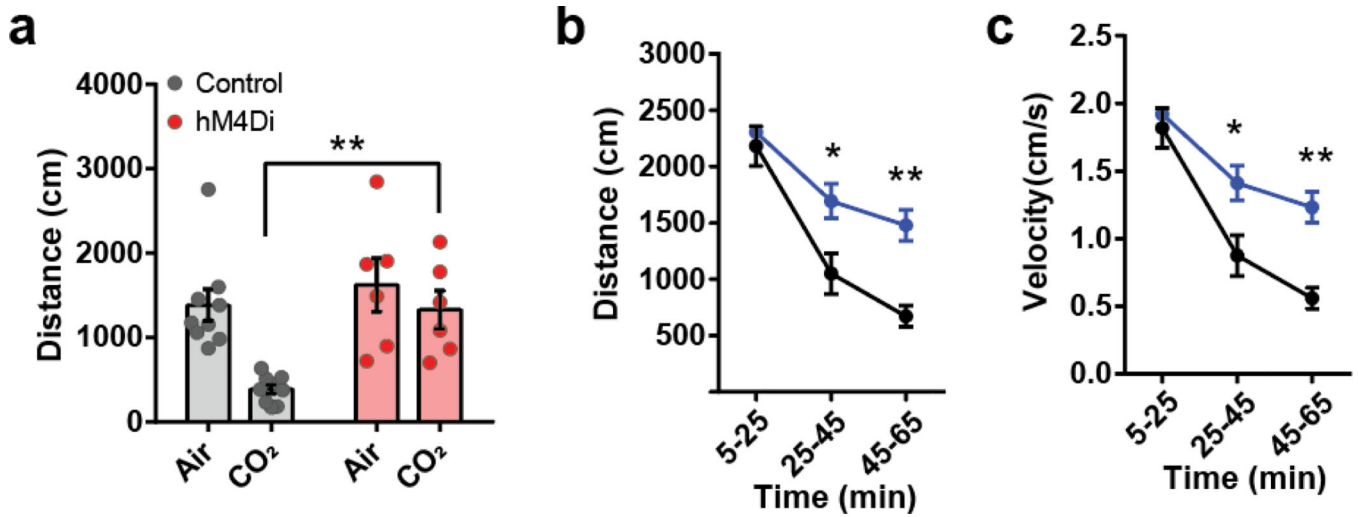 a
Distance (cm)
4000
3000
2000
1000
0
Control
hM4Di
**
Air
CO₂
Air
CO₂
b
Distance (cm)
3000
2500
2000
1500
1000
500
*
**
5-25
25-45
45-65
Time (min)
c
Velocity(cm/s)
2.5
2.0
1.5
1.0
0.5
0.0
*
**
5-25
25-45
45-65
Time (min)